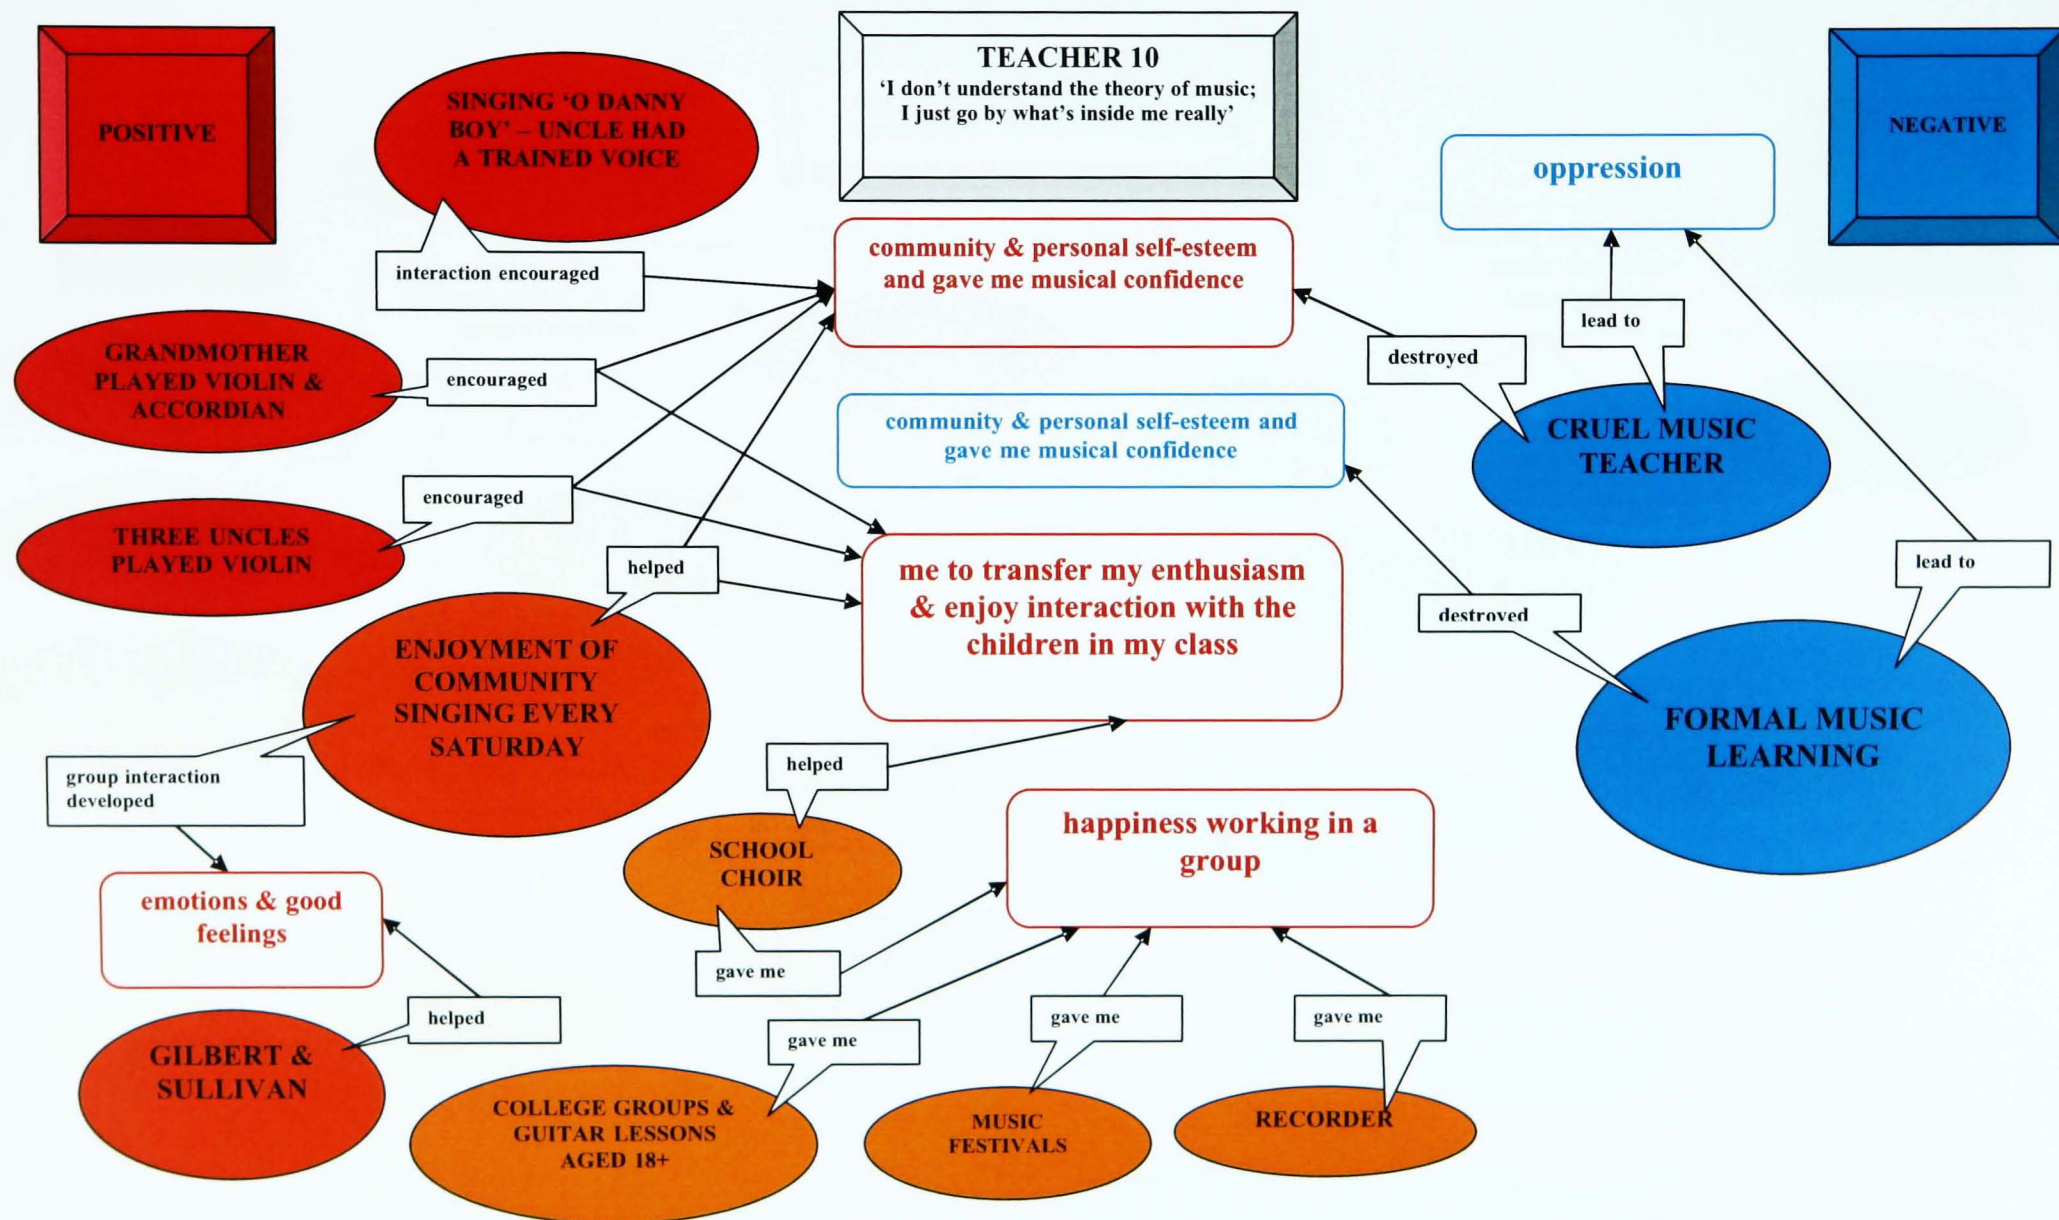 POSITIVE
SINGING ‘O DANNY
BOY’ – UNCLE HAD
A TRAINED VOICE
TEACHER 10
‘I don’t understand the theory of music;
I just go by what’s inside me really’
NEGATIVE
oppression
interaction encouraged
community & personal self-esteem
and gave me musical confidence
lead to
destroyed
GRANDMOTHER
PLAYED VIOLIN &
ACCORDIAN
encouraged
community & personal self-esteem and
gave me musical confidence
CRUEL MUSIC
TEACHER
encouraged
THREE UNCLES
PLAYED VIOLIN
helped
me to transfer my enthusiasm
& enjoy interaction with the
children in my class
lead to
destroyed
ENJOYMENT OF
COMMUNITY
SINGING EVERY
SATURDAY
FORMAL MUSIC
LEARNING
group interaction
developed
helped
SCHOOL
CHOIR
happiness working in a
group
emotions & good
feelings
gave me
helped
gave me
gave me
gave me
GILBERT &
SULLIVAN
COLLEGE GROUPS &
GUITAR LESSONS
AGED 18+
MUSIC
FESTIVALS
RECORDER